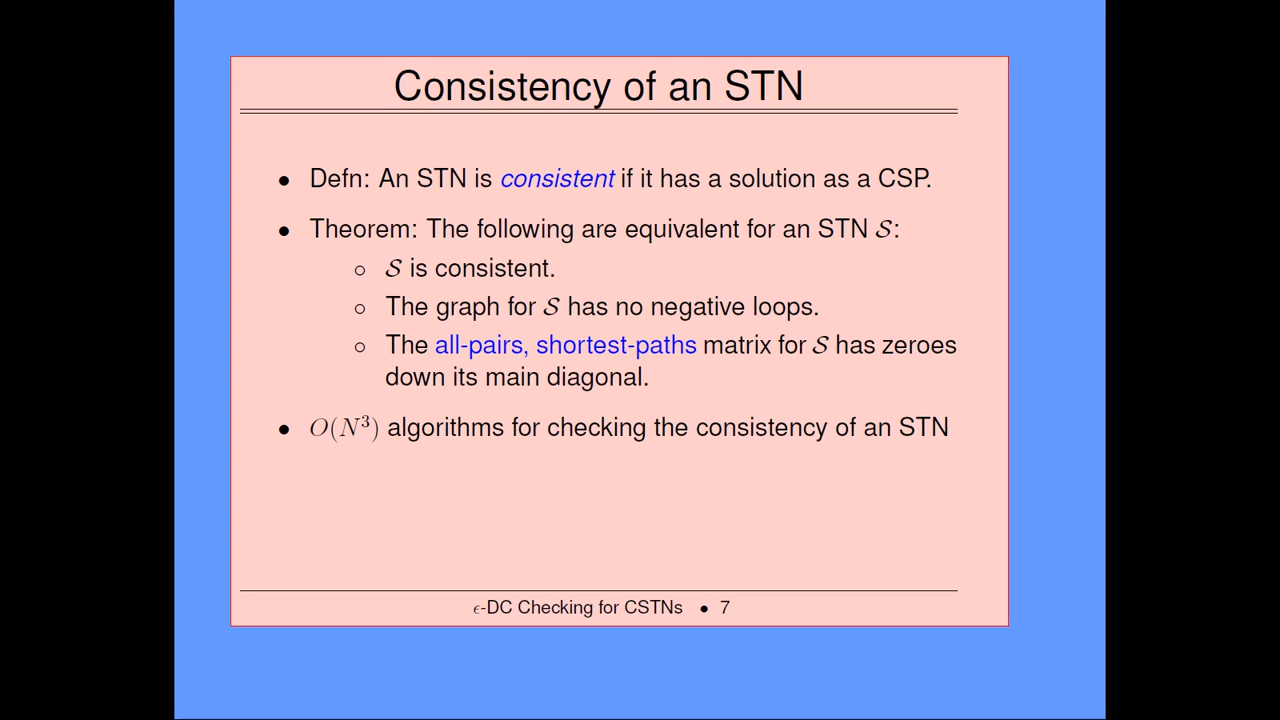 Consistency of an STN
• Defn: An STN is consistent if it has a solution as a CSP.
• Theorem: The following are equivalent for an STN 𝒮:
○ 𝒮 is consistent.
○ The graph for 𝒮 has no negative loops.
○ The all-pairs, shortest-paths matrix for 𝒮 has zeroes
down its main diagonal.
• O(N³) algorithms for checking the consistency of an STN
ϵ-DC Checking for CSTNs • 7